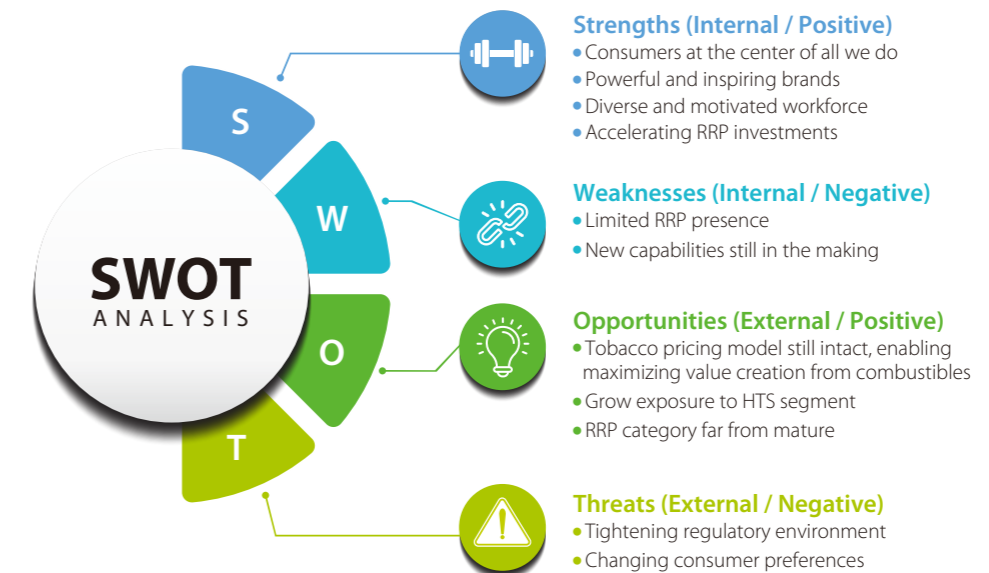 S
W
O
T
SWOT
ANALYSIS
Strengths (Internal / Positive)
• Consumers at the center of all we do
• Powerful and inspiring brands
• Diverse and motivated workforce
• Accelerating RRP investments
Weaknesses (Internal / Negative)
• Limited RRP presence
• New capabilities still in the making
Opportunities (External / Positive)
• Tobacco pricing model still intact, enabling
maximizing value creation from combustibles
• Grow exposure to HTS segment
• RRP category far from mature
Threats (External / Negative)
• Tightening regulatory environment
• Changing consumer preferences